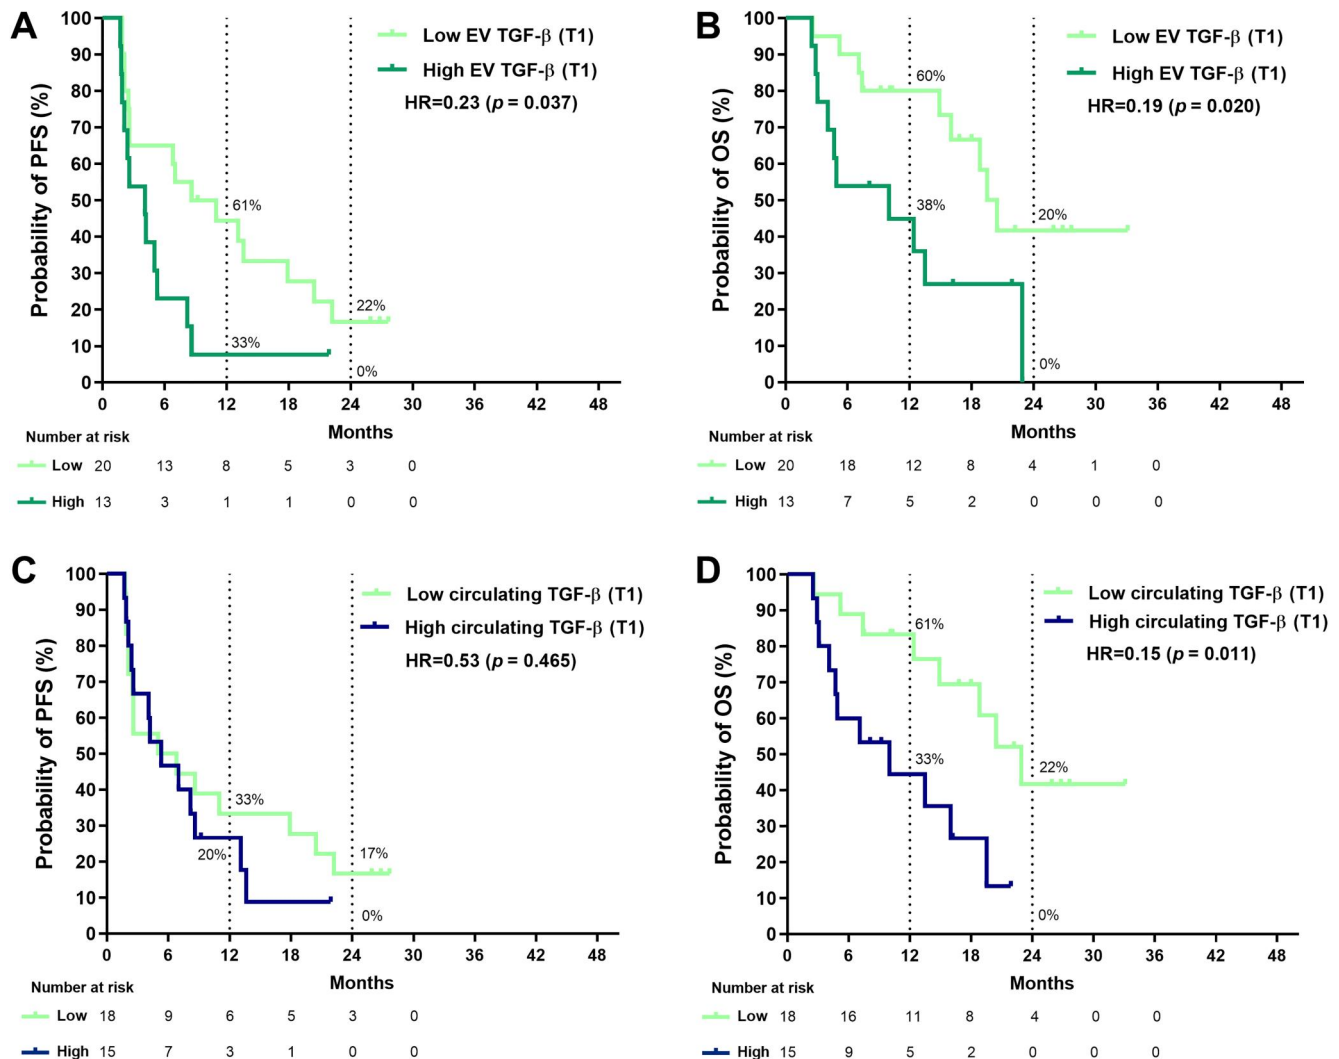 A
Low EV TGF-β (T1)
High EV TGF-β (T1)
HR=0.23 (p = 0.037)
Probability of PFS (%)
100
90
80
70
60
50
40
30
20
10
0
61%
33%
22%
0%
0 6 12 18 24 30 36 42 48
Months
Number at risk
Low 20 13 8 5 3 0
High 13 3 1 1 0 0
B
Low EV TGF-β (T1)
High EV TGF-β (T1)
HR=0.19 (p = 0.020)
Probability of OS (%)
100
90
80
70
60
50
40
30
20
10
0
60%
38%
20%
0%
0 6 12 18 24 30 36 42 48
Months
Number at risk
Low 20 18 12 8 4 1 0
High 13 7 5 2 0 0 0
C
Low circulating TGF-β (T1)
High circulating TGF-β (T1)
HR=0.53 (p = 0.465)
Probability of PFS (%)
100
90
80
70
60
50
40
30
20
10
0
33%
20%
17%
0%
0 6 12 18 24 30 36 42 48
Months
Number at risk
Low 18 9 6 5 3 0
High 15 7 3 1 0 0
D
Low circulating TGF-β (T1)
High circulating TGF-β (T1)
HR=0.15 (p = 0.011)
Probability of OS (%)
100
90
80
70
60
50
40
30
20
10
0
61%
33%
22%
0%
0 6 12 18 24 30 36 42 48
Months
Number at risk
Low 18 16 11 8 4 0 0
High 15 9 5 2 0 0 0